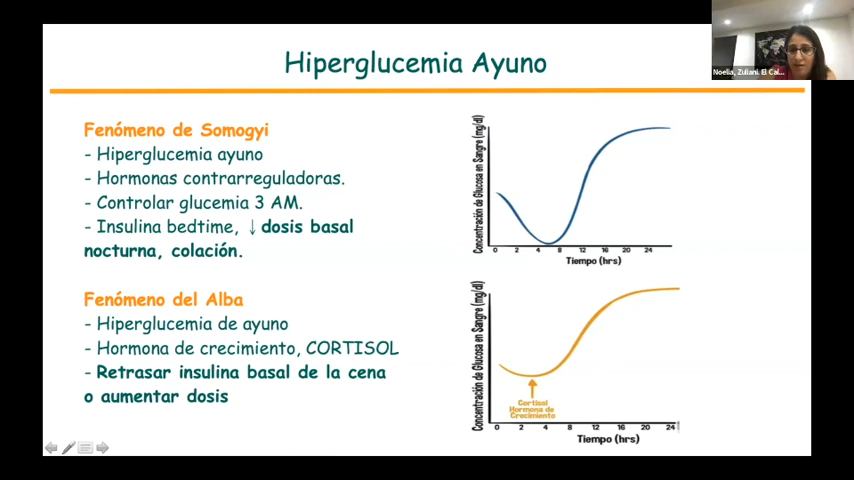 Hiperglucemia Ayuno
Noelia, Zuliani. El Cal...
Fenómeno de Somogyi
- Hiperglucemia ayuno
- Hormonas contrarreguladoras.
- Controlar glucemia 3 AM.
- Insulina bedtime, ↓ dosis basal
nocturna, colación.
Fenómeno del Alba
- Hiperglucemia de ayuno
- Hormona de crecimiento, CORTISOL
- Retrasar insulina basal de la cena
o aumentar dosis
Concentración de Glucosa en Sangre (mg/dl)
0 2 4 8 12 16 20 24
Tiempo (hrs)
Concentración de Glucosa en Sangre (mg/dl)
Cortisol
Hormona de
Crecimiento
0 2 4 8 12 16 20 24
Tiempo (hrs)